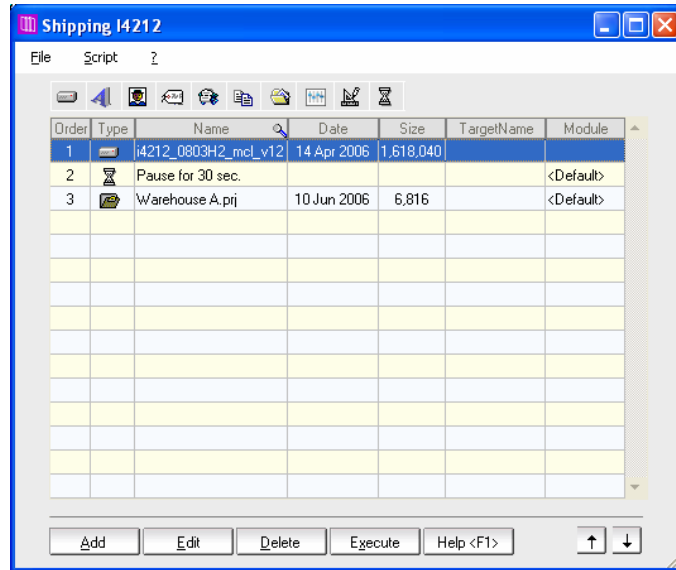 Shipping I4212
File Script ?
Order Type Name Date Size TargetName Module
1 i4212_0803H2_mcl_v12 14 Apr 2006 1,618,040
2 Pause for 30 sec. <Default>
3 Warehouse A.prj 10 Jun 2006 6,816 <Default>
Add Edit Delete Execute Help <F1>